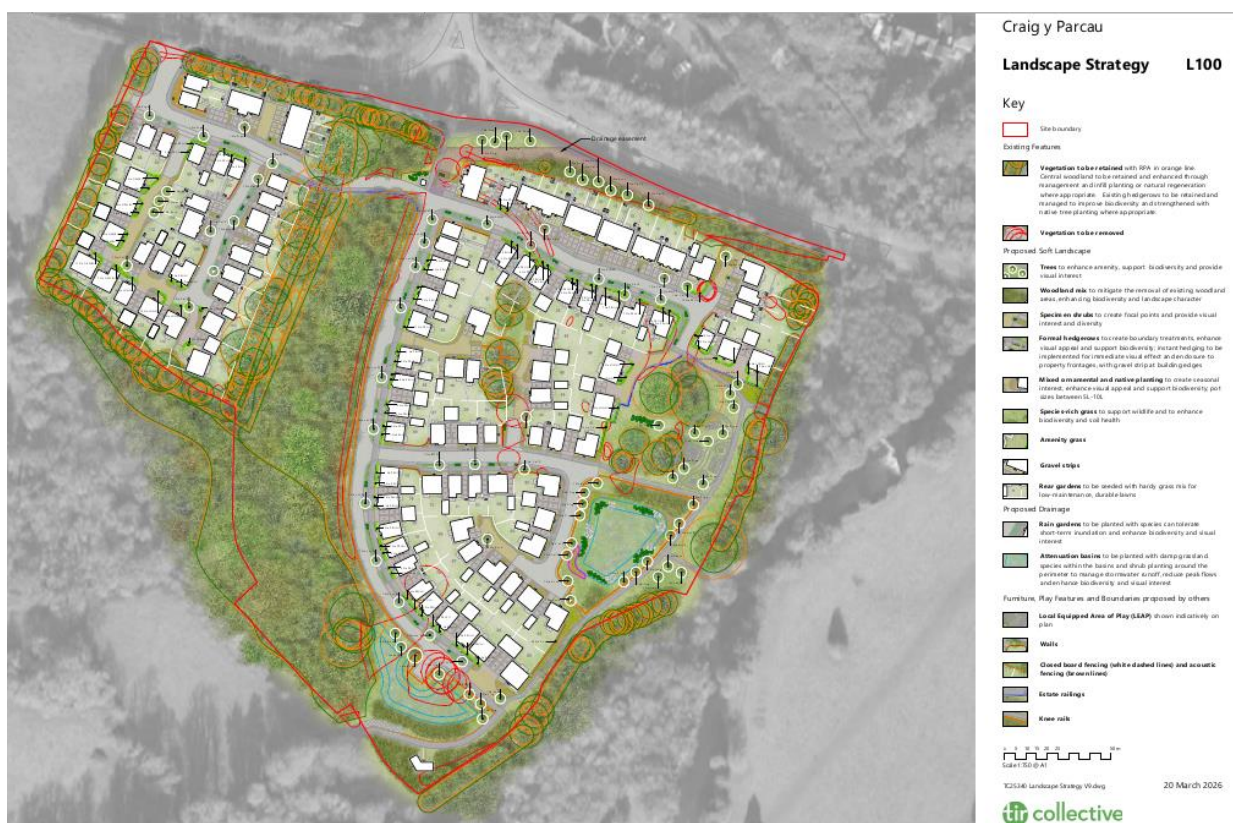 Craig y Parcau
Landscape Strategy L100
Key
Site boundary
Existing Features
Vegetation to be retained with RPA in orange line
Central woodland to be retained and enhanced through
management and infill planting or natural regeneration
where appropriate. Existing hedgerows to be retained and
managed to improve biodiversity and strengthened with
native tree planting where appropriate
Vegetation to be removed
Proposed Soft Landscape
Trees to enhance amenity, support biodiversity and provide
visual interest
Woodland mix to mitigate the removal of existing woodland
areas, enhancing biodiversity and landscape character
Specimen shrubs to create focal points and provide visual
interest and diversity
Formal hedgerows to create boundary treatments, enhance
visual appeal and support biodiversity; instant hedging to be
implemented for immediate visual effect and enclosure to
property frontages, with gravel strip at building edges
Mixed ornamental and native planting to create seasonal
interest, enhance visual appeal and support biodiversity, pot
sizes between 5L-10L
Species-rich grass to support wildlife and to enhance
biodiversity and soil health
Amenity grass
Gravel strips
Rear gardens to be seeded with hardy grass mix for
low-maintenance, durable lawns
Proposed Drainage
Rain gardens to be planted with species can tolerate
short-term inundation and enhance biodiversity and visual
interest
Attenuation basins to be planted with damp grassland
species within the basins and shrub planting around the
perimeter to manage stormwater runoff, reduce peak flows
and enhance biodiversity and visual interest
Furniture, Play Features and Boundaries proposed by others
Local Equipped Area of Play (LEAP) shown indicatively on
plan
Walls
Closed board fencing (white dashed lines) and acoustic
fencing (brown lines)
Estate railings
Knee rails
Scale 1:750 @ A1
TC25248 Landscape Strategy V9.dwg 20 March 2026
tir collective
Drainage easement